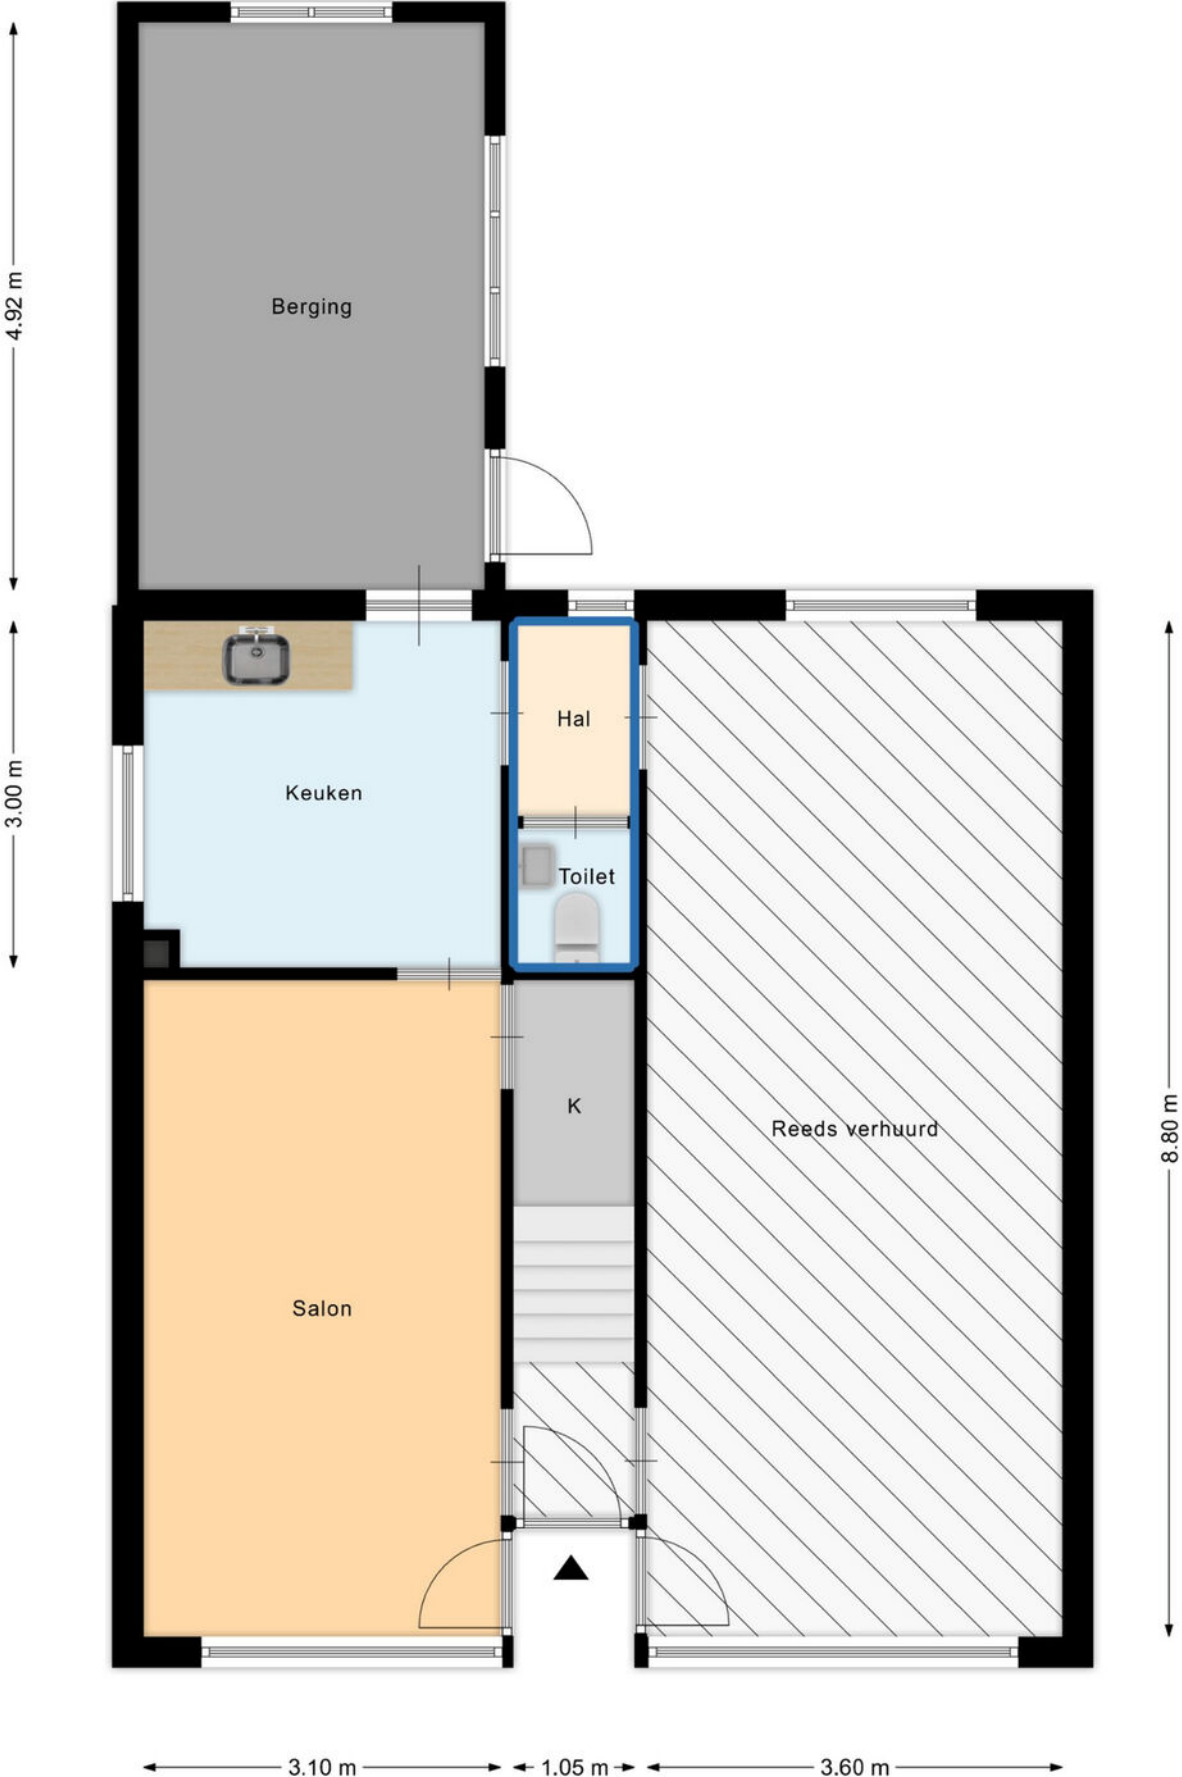 4.92 m
Berging
Hal
Keuken
3.00 m
Toilet
K
Reeds verhuurd
8.80 m
Salon
3.10 m
1.05 m
3.60 m